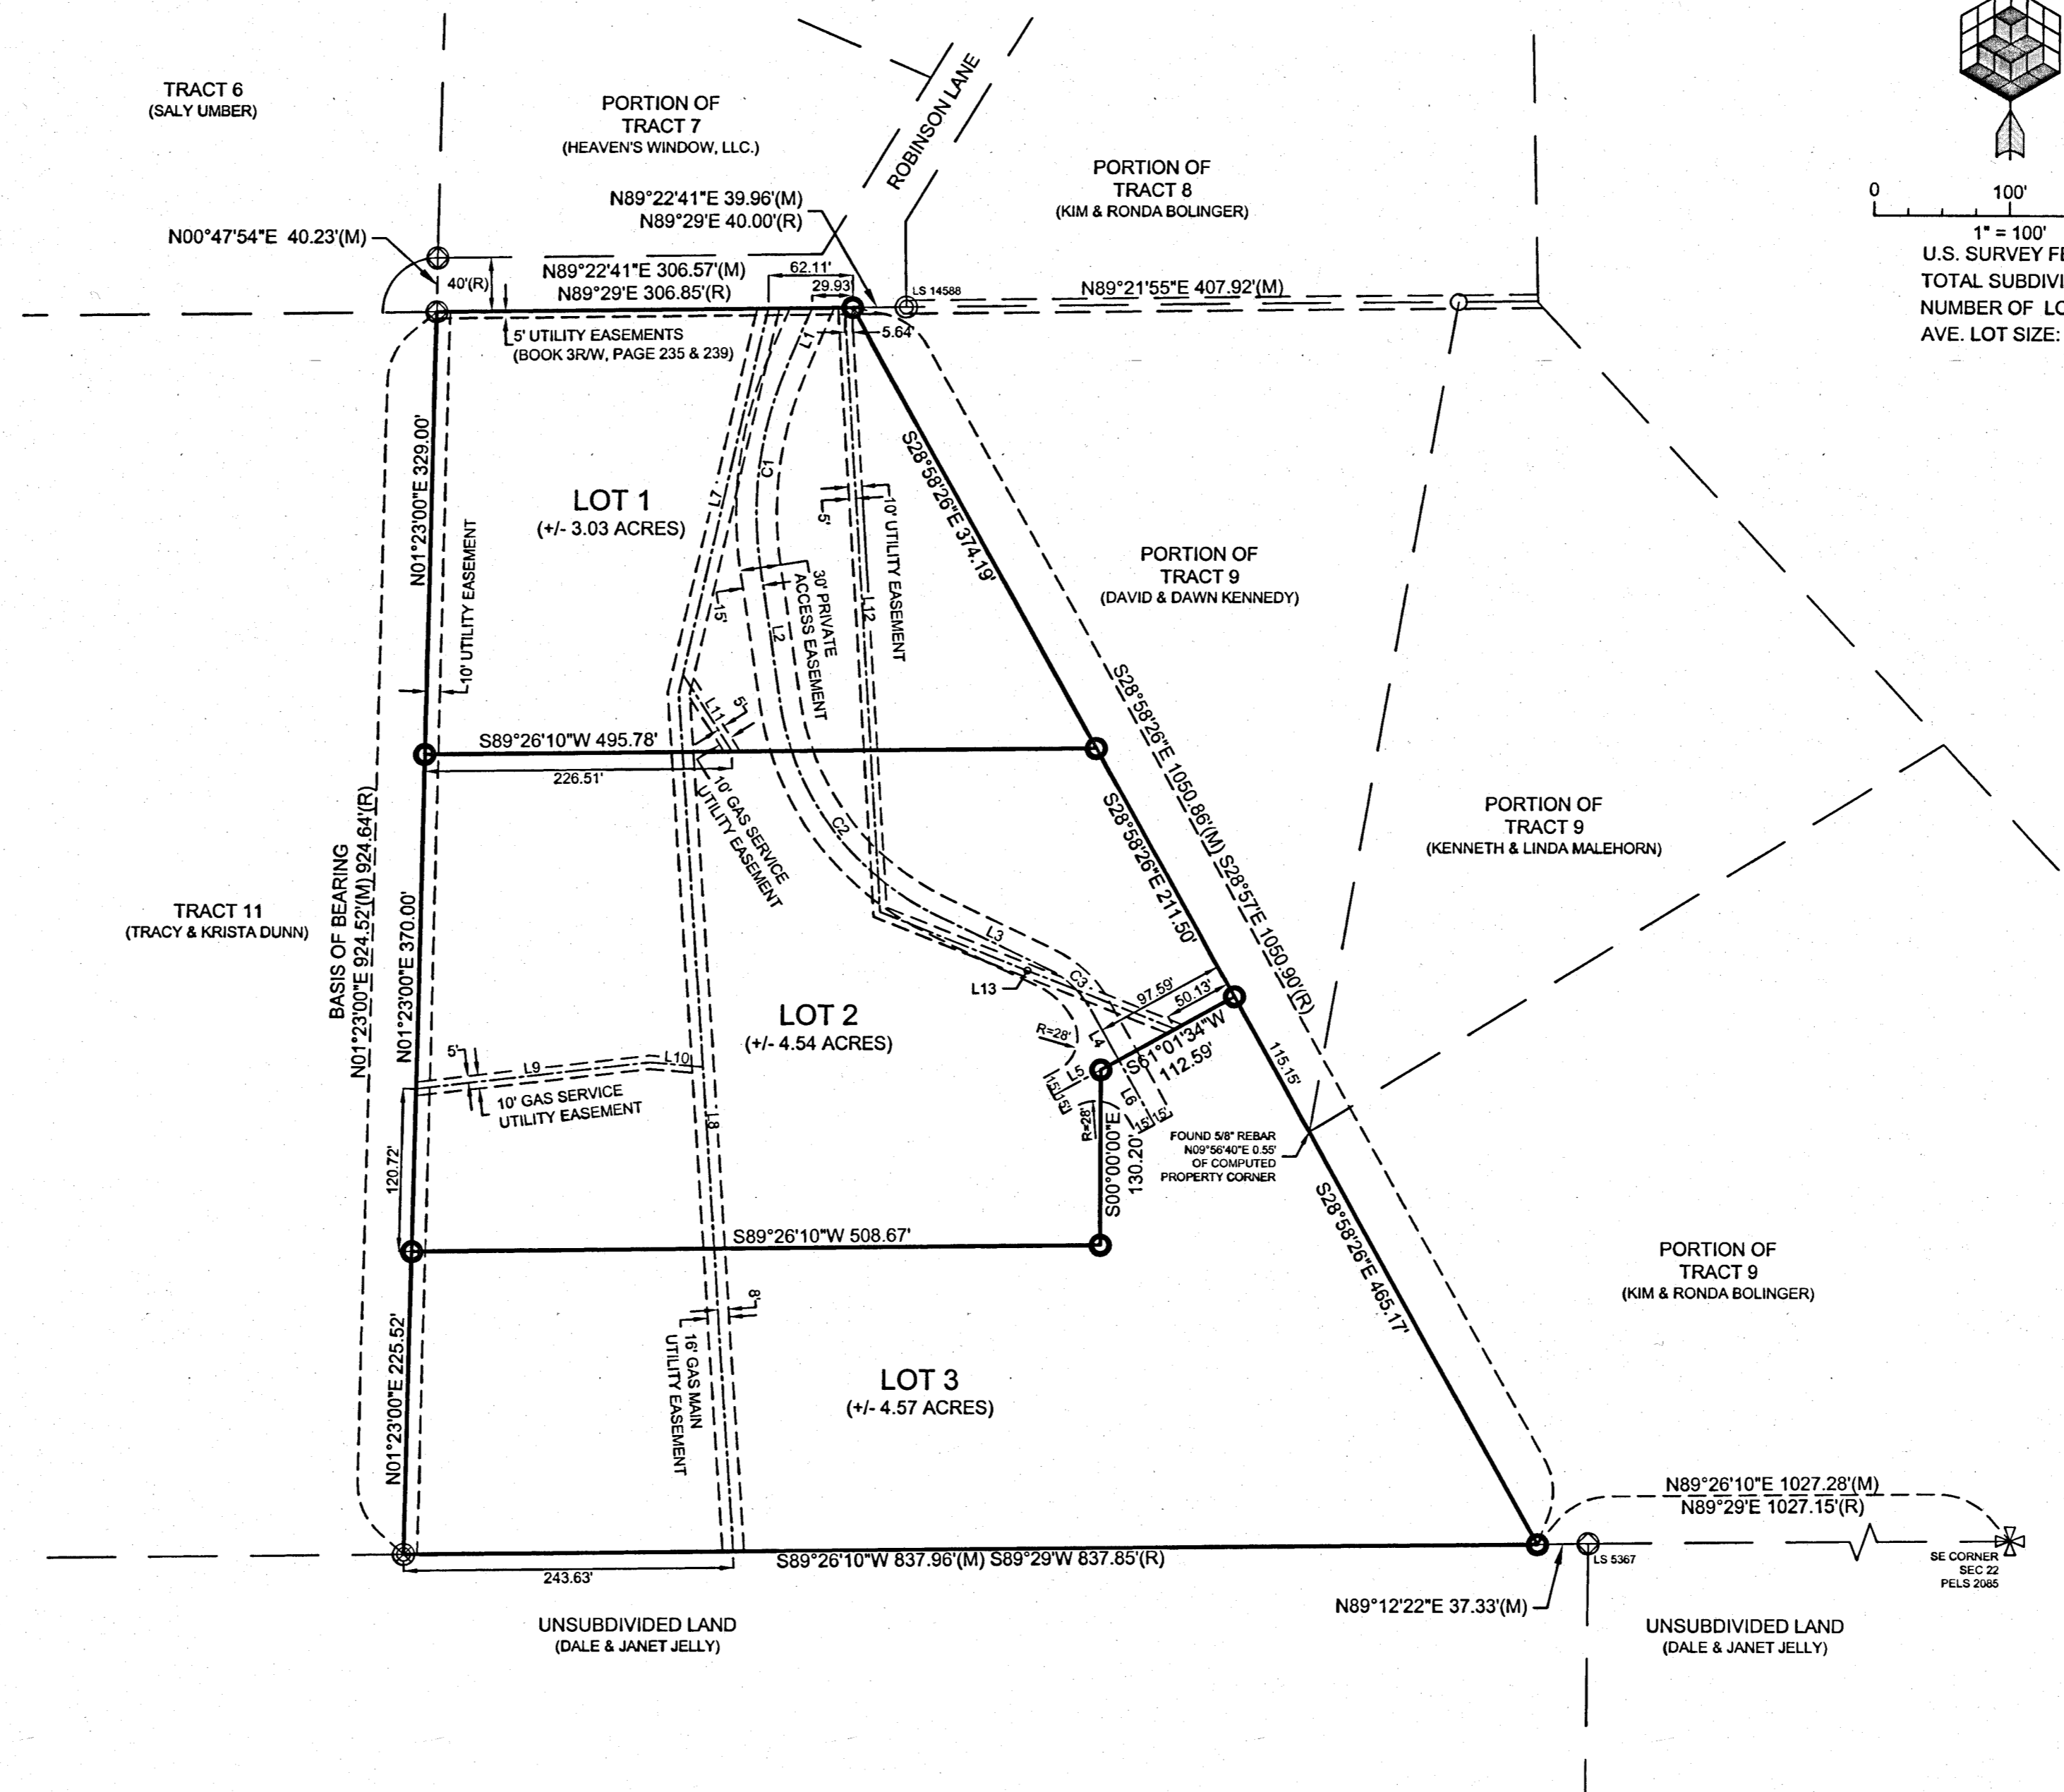 TRACT 6
(SALY UMBER)
PORTION OF
TRACT 7
(HEAVEN'S WINDOW, LLC.)
ROBINSON LANE
PORTION OF
TRACT 8
(KIM & RONDA BOLINGER)
0
100'
1" = 100'
U.S. SURVEY FE
TOTAL SUBDIVI
NUMBER OF LO
AVE. LOT SIZE:
N89°22'41"E 39.96'(M)
N89°29'E 40.00'(R)
N00°47'54"E 40.23'(M)
40'(R)
N89°22'41"E 306.57'(M)
N89°29'E 306.85'(R)
62.11'
29.93'
LS 14588
N89°21'55"E 407.92'(M)
5' UTILITY EASEMENTS
(BOOK 3R/W, PAGE 235 & 239)
5.64'
L1
C1
L7
N01°23'00"E 329.00'
10' UTILITY EASEMENT
LOT 1
(+/- 3.03 ACRES)
5'
10' UTILITY EASEMENT
S28°58'26"E 374.19'
PORTION OF
TRACT 9
(DAVID & DAWN KENNEDY)
15'
L2
30' PRIVATE
ACCESS EASEMENT
L12
L11
5'
S89°26'10"W 495.78'
226.51'
10' GAS SERVICE
UTILITY EASEMENT
C2
S28°58'26"E 211.50'
S28°58'26"E 1050.86'(M) S28°57'E 1050.90'(R)
PORTION OF
TRACT 9
(KENNETH & LINDA MALEHORN)
TRACT 11
(TRACY & KRISTA DUNN)
BASIS OF BEARING
N01°23'00"E 924.52'(M) 924.64'(R)
N01°23'00"E 370.00'
L3
C3
L13
97.59'
50.13'
LOT 2
(+/- 4.54 ACRES)
R=28'
L4
S61°01'34"W
112.59'
115.15'
5'
L9
L10
10' GAS SERVICE
UTILITY EASEMENT
L5
15'
15'
L6
15'
15'
R=28'
L8
S00°00'00"E
130.20'
FOUND 5/8" REBAR
N09°56'40"E 0.55'
OF COMPUTED
PROPERTY CORNER
120.72'
S89°26'10"W 508.67'
S28°58'26"E 465.17'
PORTION OF
TRACT 9
(KIM & RONDA BOLINGER)
8'
16' GAS MAIN
UTILITY EASEMENT
N01°23'00"E 225.52'
LOT 3
(+/- 4.57 ACRES)
N89°26'10"E 1027.28'(M)
N89°29'E 1027.15'(R)
S89°26'10"W 837.96'(M) S89°29'W 837.85'(R)
243.63'
LS 5367
SE CORNER
SEC 22
PELS 2085
N89°12'22"E 37.33'(M)
UNSUBDIVIDED LAND
(DALE & JANET JELLY)
UNSUBDIVIDED LAND
(DALE & JANET JELLY)